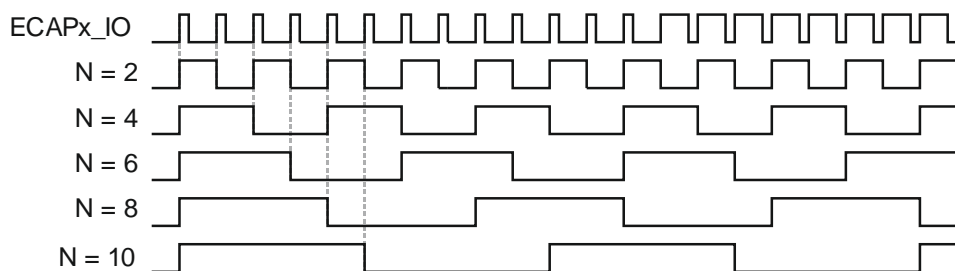 ECAPx_IO
N = 2
N = 4
N = 6
N = 8
N = 10